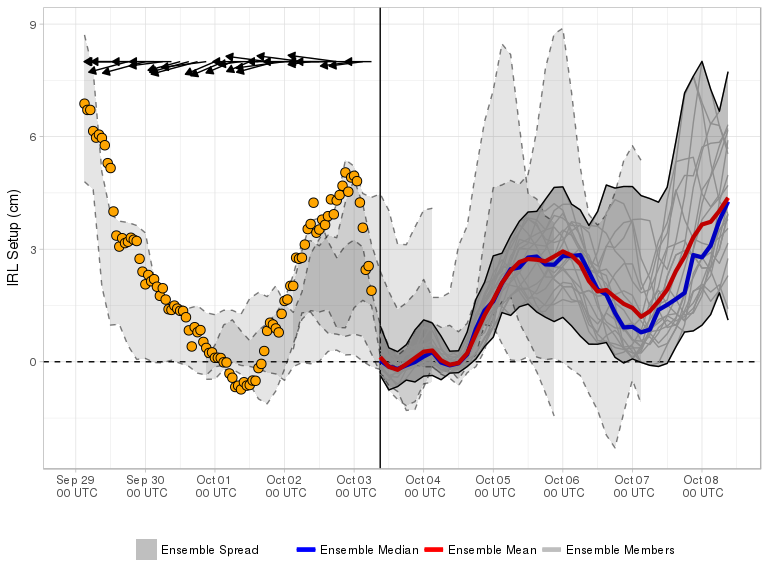 IRL Setup (cm)
9
6
3
0
Sep 29 Sep 30 Oct 01 Oct 02 Oct 03 Oct 04 Oct 05 Oct 06 Oct 07 Oct 08
00 UTC 00 UTC 00 UTC 00 UTC 00 UTC 00 UTC 00 UTC 00 UTC 00 UTC 00 UTC
Ensemble Spread Ensemble Median Ensemble Mean Ensemble Members